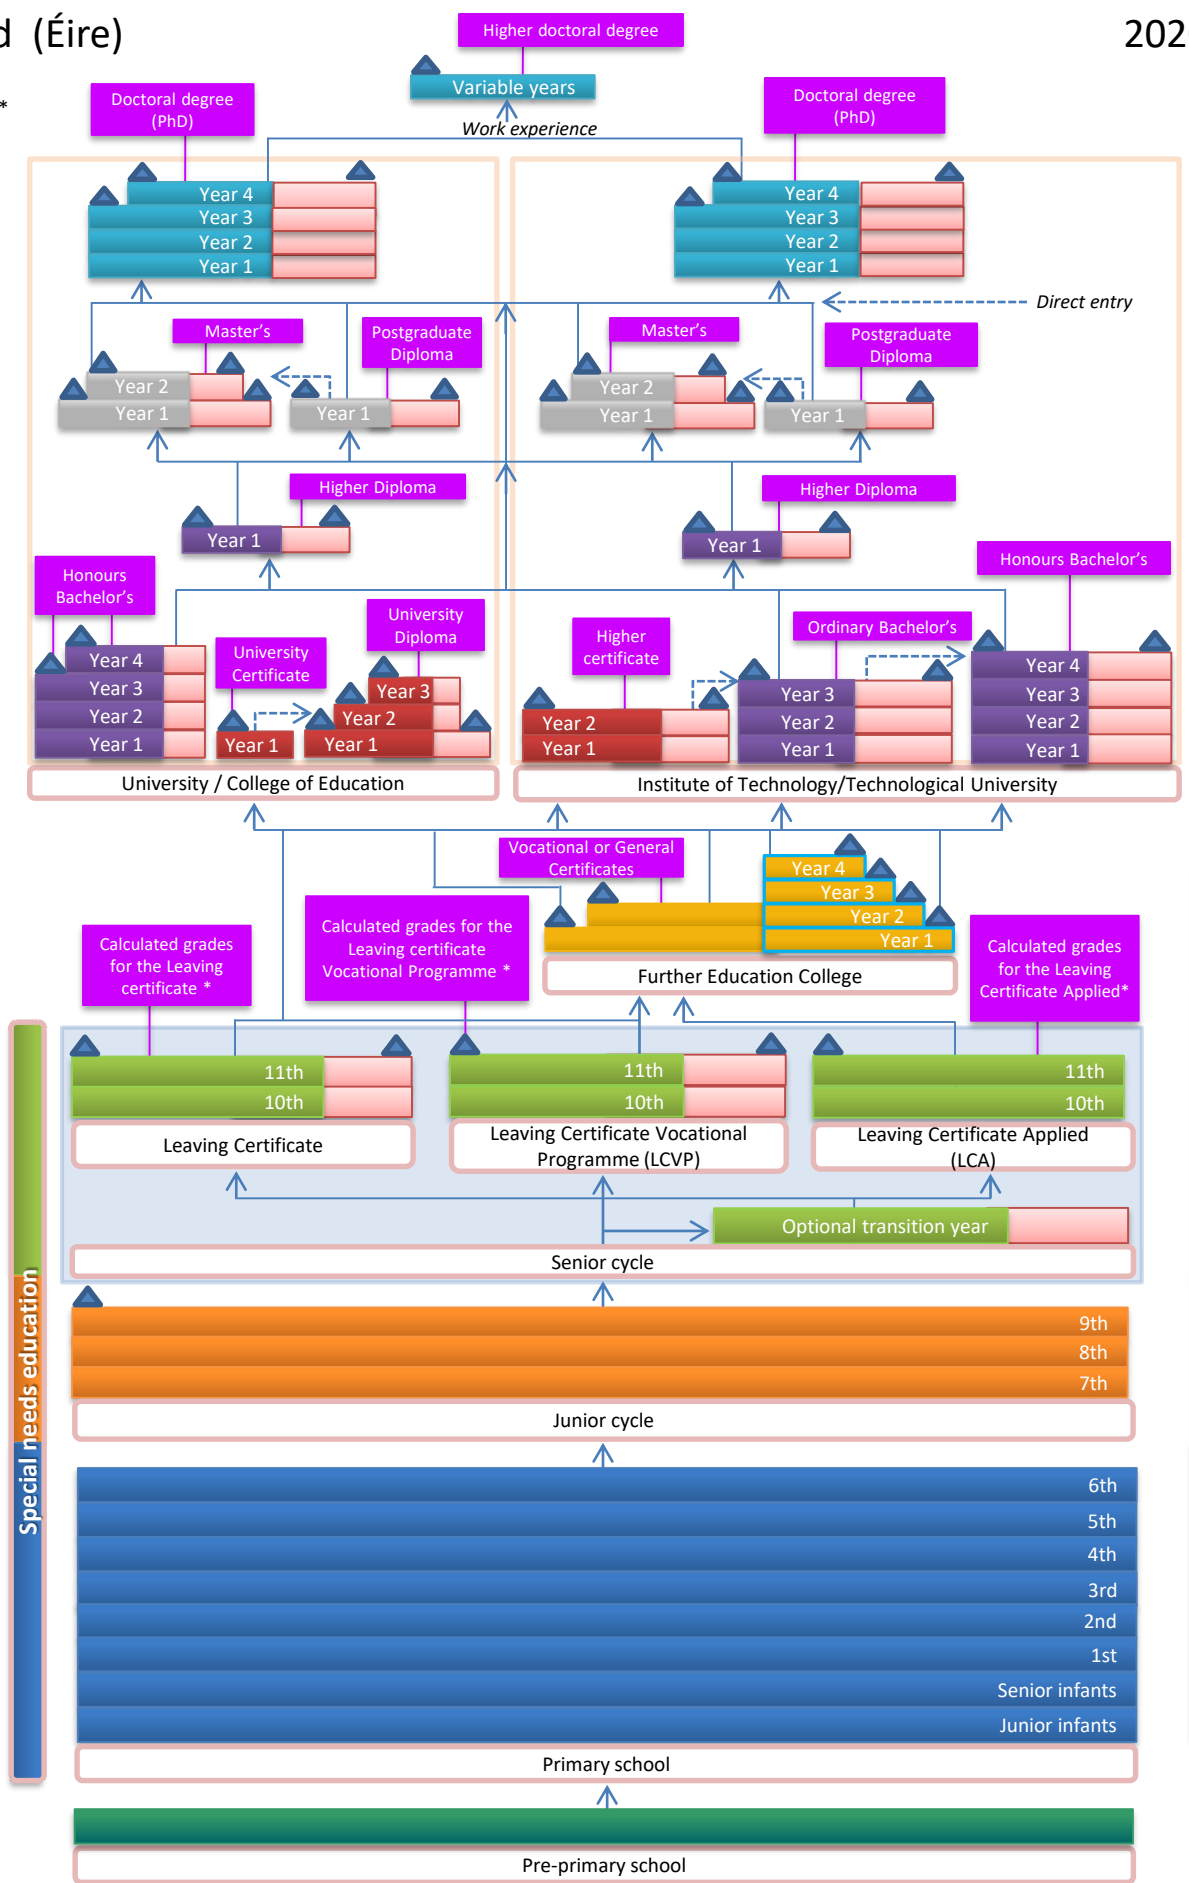 (Éire)
202
*
Higher doctoral degree
Variable years
Work experience
Doctoral degree
(PhD)
Doctoral degree
(PhD)
Year 4
Year 3
Year 2
Year 1
Year 4
Year 3
Year 2
Year 1
Direct entry
Master's
Postgraduate
Diploma
Master's
Postgraduate
Diploma
Year 2
Year 1
Year 1
Year 2
Year 1
Year 1
Higher Diploma
Year 1
Higher Diploma
Year 1
Honours
Bachelor's
Year 4
Year 3
Year 2
Year 1
University
Certificate
Year 1
University
Diploma
Year 3
Year 2
Year 1
Higher
certificate
Year 2
Year 1
Ordinary Bachelor's
Year 3
Year 2
Year 1
Honours Bachelor's
Year 4
Year 3
Year 2
Year 1
University / College of Education
Institute of Technology/Technological University
Vocational or General
Certificates
Year 4
Year 3
Year 2
Year 1
Further Education College
Calculated grades
for the Leaving
certificate *
Calculated grades for the
Leaving certificate
Vocational Programme *
Calculated grades
for the Leaving
Certificate Applied*
11th
10th
Leaving Certificate
11th
10th
Leaving Certificate Vocational
Programme (LCVP)
11th
10th
Leaving Certificate Applied
(LCA)
Optional transition year
Senior cycle
Special needs education
9th
8th
7th
Junior cycle
6th
5th
4th
3rd
2nd
1st
Senior infants
Junior infants
Primary school
Pre-primary school